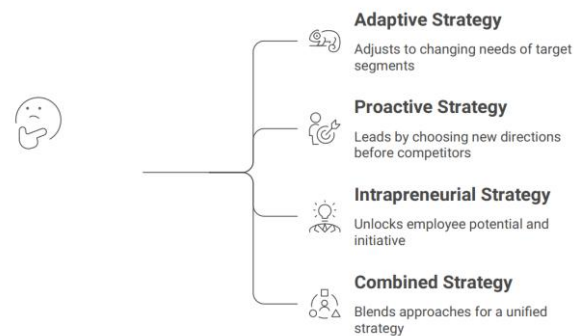 Adaptive Strategy
Adjusts to changing needs of target
segments
Proactive Strategy
Leads by choosing new directions
before competitors
Intrapreneurial Strategy
Unlocks employee potential and
initiative
Combined Strategy
Blends approaches for a unified
strategy